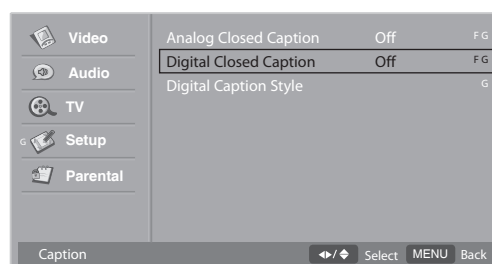 Video
Audio
TV
G Setup
Parental
Analog Closed Caption Off F G
Digital Closed Caption Off F G
Digital Caption Style G
Caption / Select MENU Back